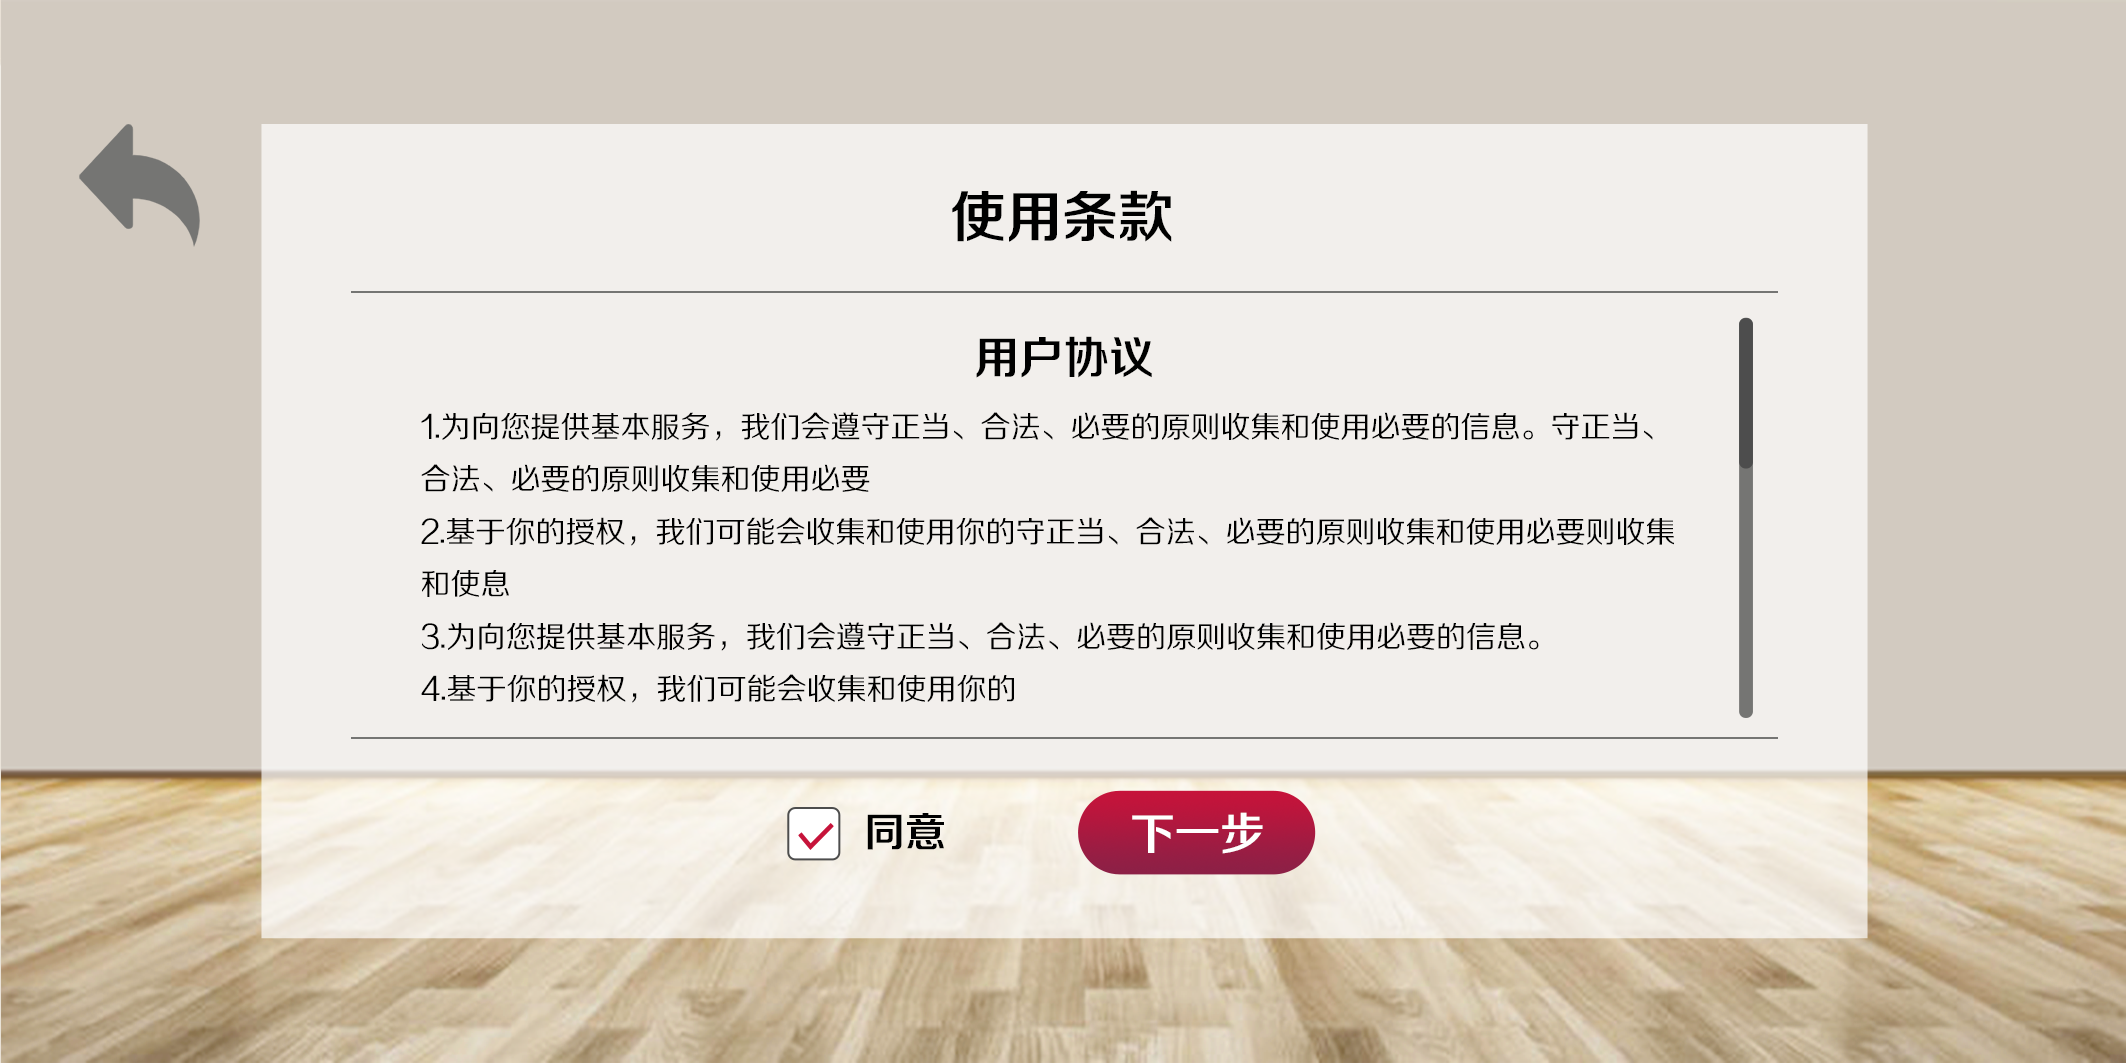 使用条款
用户协议
1.为向您提供基本服务，我们会遵守正当、合法、必要的原则收集和使用必要的信息。守正当、
合法、必要的原则收集和使用必要
2.基于你的授权，我们可能会收集和使用你的守正当、合法、必要的原则收集和使用必要则收集
和使息
3.为向您提供基本服务，我们会遵守正当、合法、必要的原则收集和使用必要的信息。
4.基于你的授权，我们可能会收集和使用你的
同意
下一步